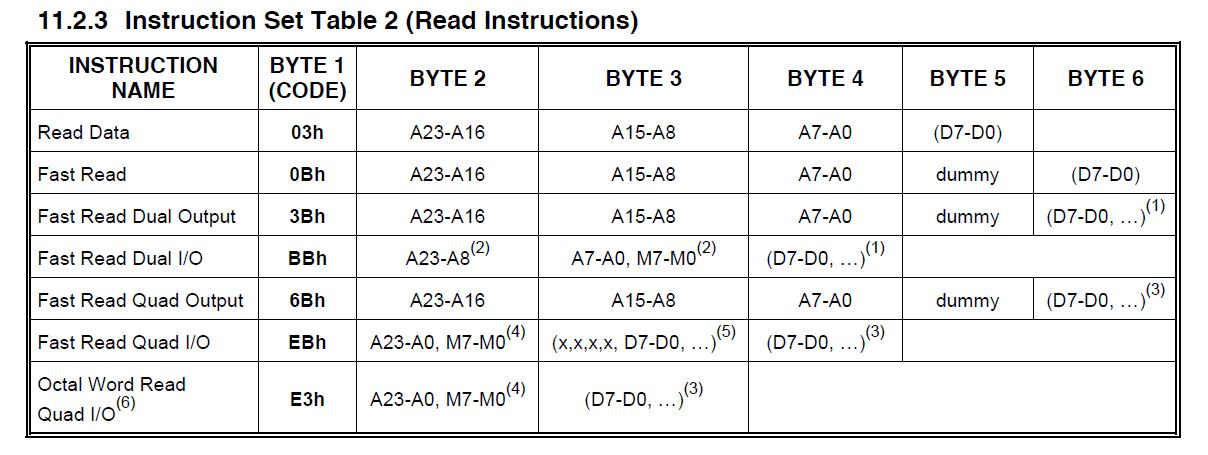 11.2.3 Instruction Set Table 2 (Read Instructions)
INSTRUCTION NAME BYTE 1 (CODE) BYTE 2 BYTE 3 BYTE 4 BYTE 5 BYTE 6
Read Data 03h A23-A16 A15-A8 A7-A0 (D7-D0)
Fast Read 0Bh A23-A16 A15-A8 A7-A0 dummy (D7-D0)
Fast Read Dual Output 3Bh A23-A16 A15-A8 A7-A0 dummy (D7-D0, …)(1)
Fast Read Dual I/O BBh A23-A8(2) A7-A0, M7-M0(2) (D7-D0, …)(1)
Fast Read Quad Output 6Bh A23-A16 A15-A8 A7-A0 dummy (D7-D0, …)(3)
Fast Read Quad I/O EBh A23-A0, M7-M0(4) (x,x,x,x, D7-D0, …)(5) (D7-D0, …)(3)
Octal Word Read Quad I/O(6) E3h A23-A0, M7-M0(4) (D7-D0, …)(3)